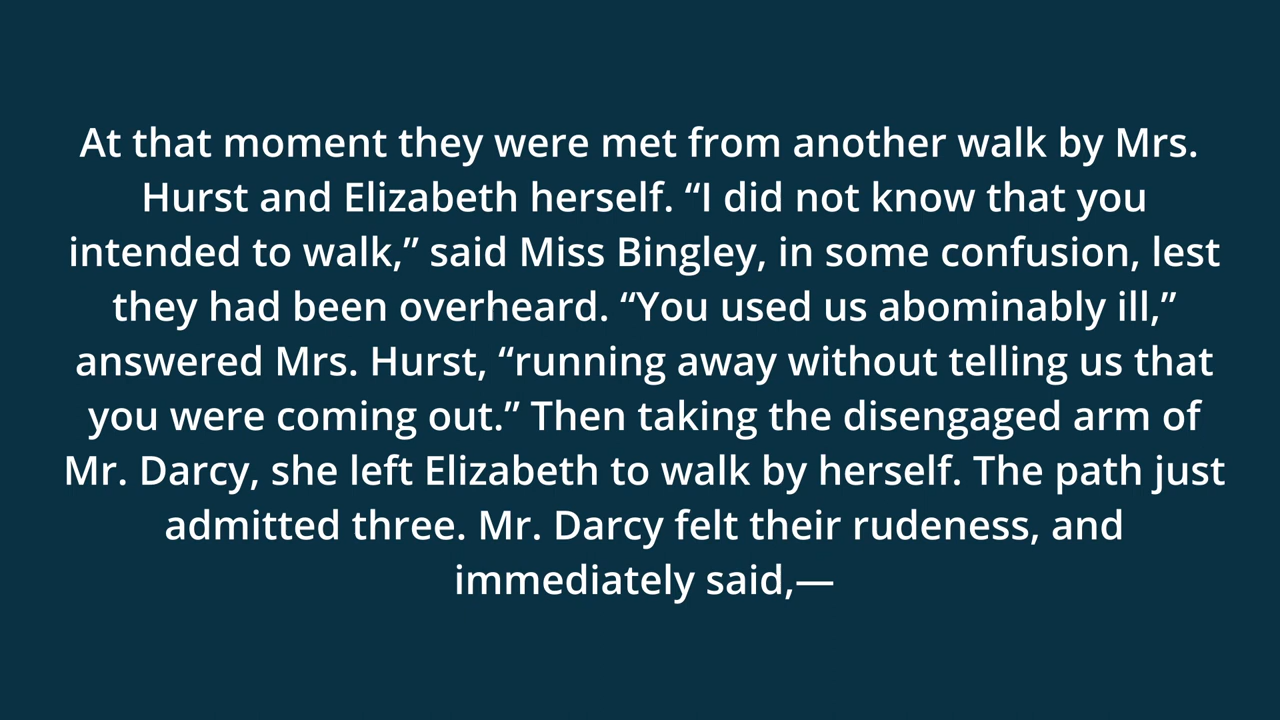 At that moment they were met from another walk by Mrs.
Hurst and Elizabeth herself. “I did not know that you
intended to walk,” said Miss Bingley, in some confusion, lest
they had been overheard. “You used us abominably ill,”
answered Mrs. Hurst, “running away without telling us that
you were coming out.” Then taking the disengaged arm of
Mr. Darcy, she left Elizabeth to walk by herself. The path just
admitted three. Mr. Darcy felt their rudeness, and
immediately said,—